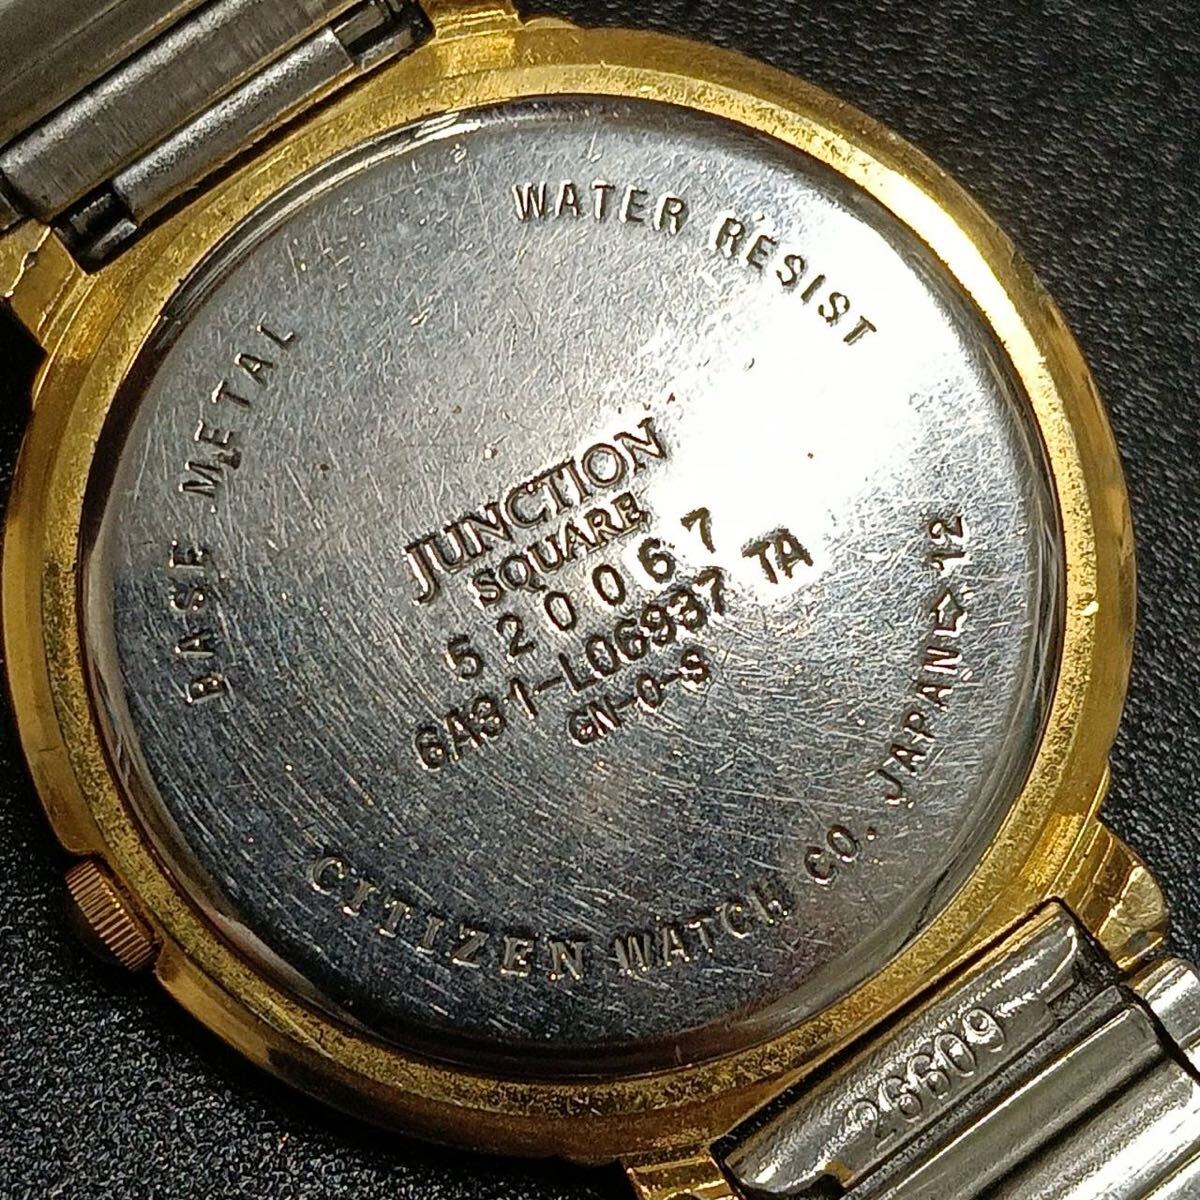 WATER RESIST
BASE METAL
JUNCTION
SQUARE
520067
6A31-L06937 TA
GN-0-S
CITIZEN WATCH CO. JAPAN 12
26609